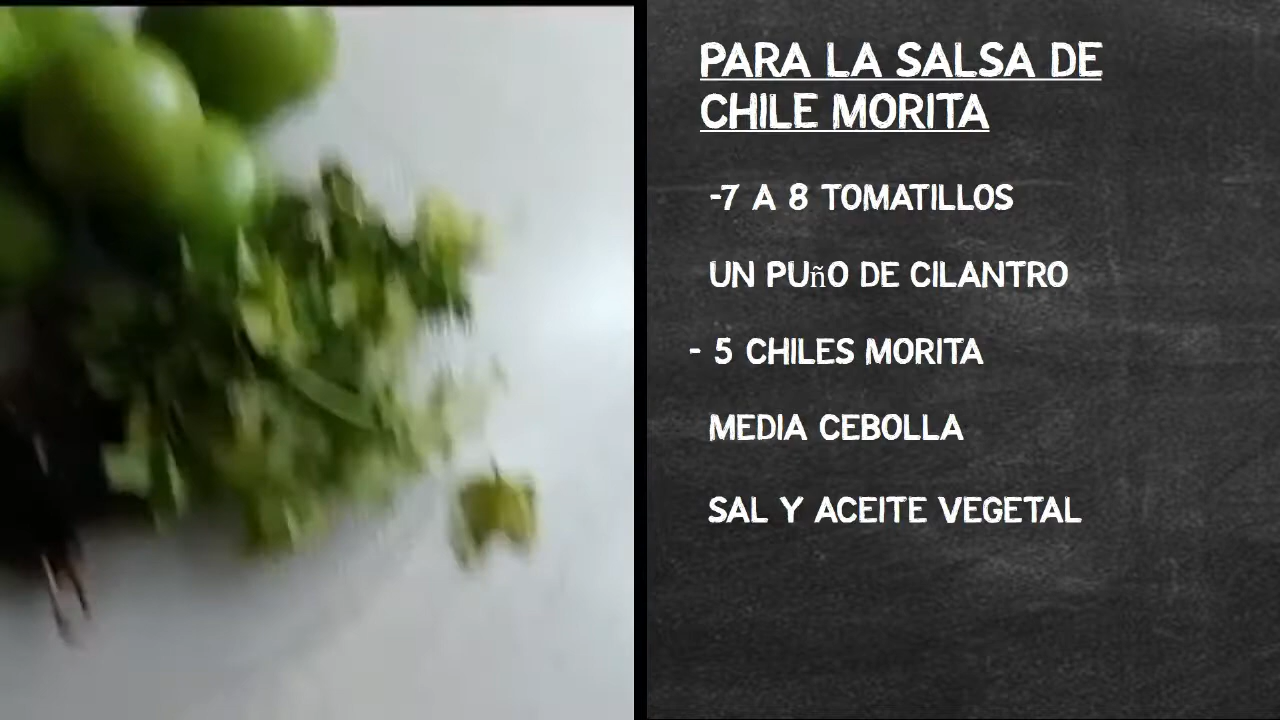 PARA LA SALSA DE
CHILE MORITA
-7 A 8 TOMATILLOS
UN PUñO DE CILANTRO
- 5 CHILES MORITA
MEDIA CEBOLLA
SAL Y ACEITE VEGETAL